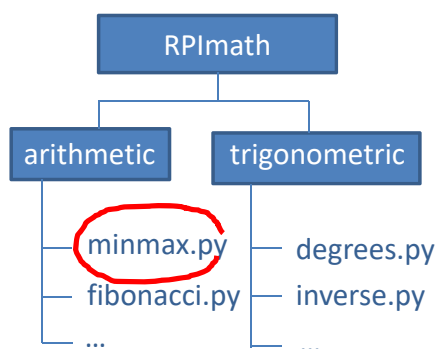 RPImath
arithmetic
trigonometric
minmax.py
degrees.py
fibonacci.py
inverse.py
...
...